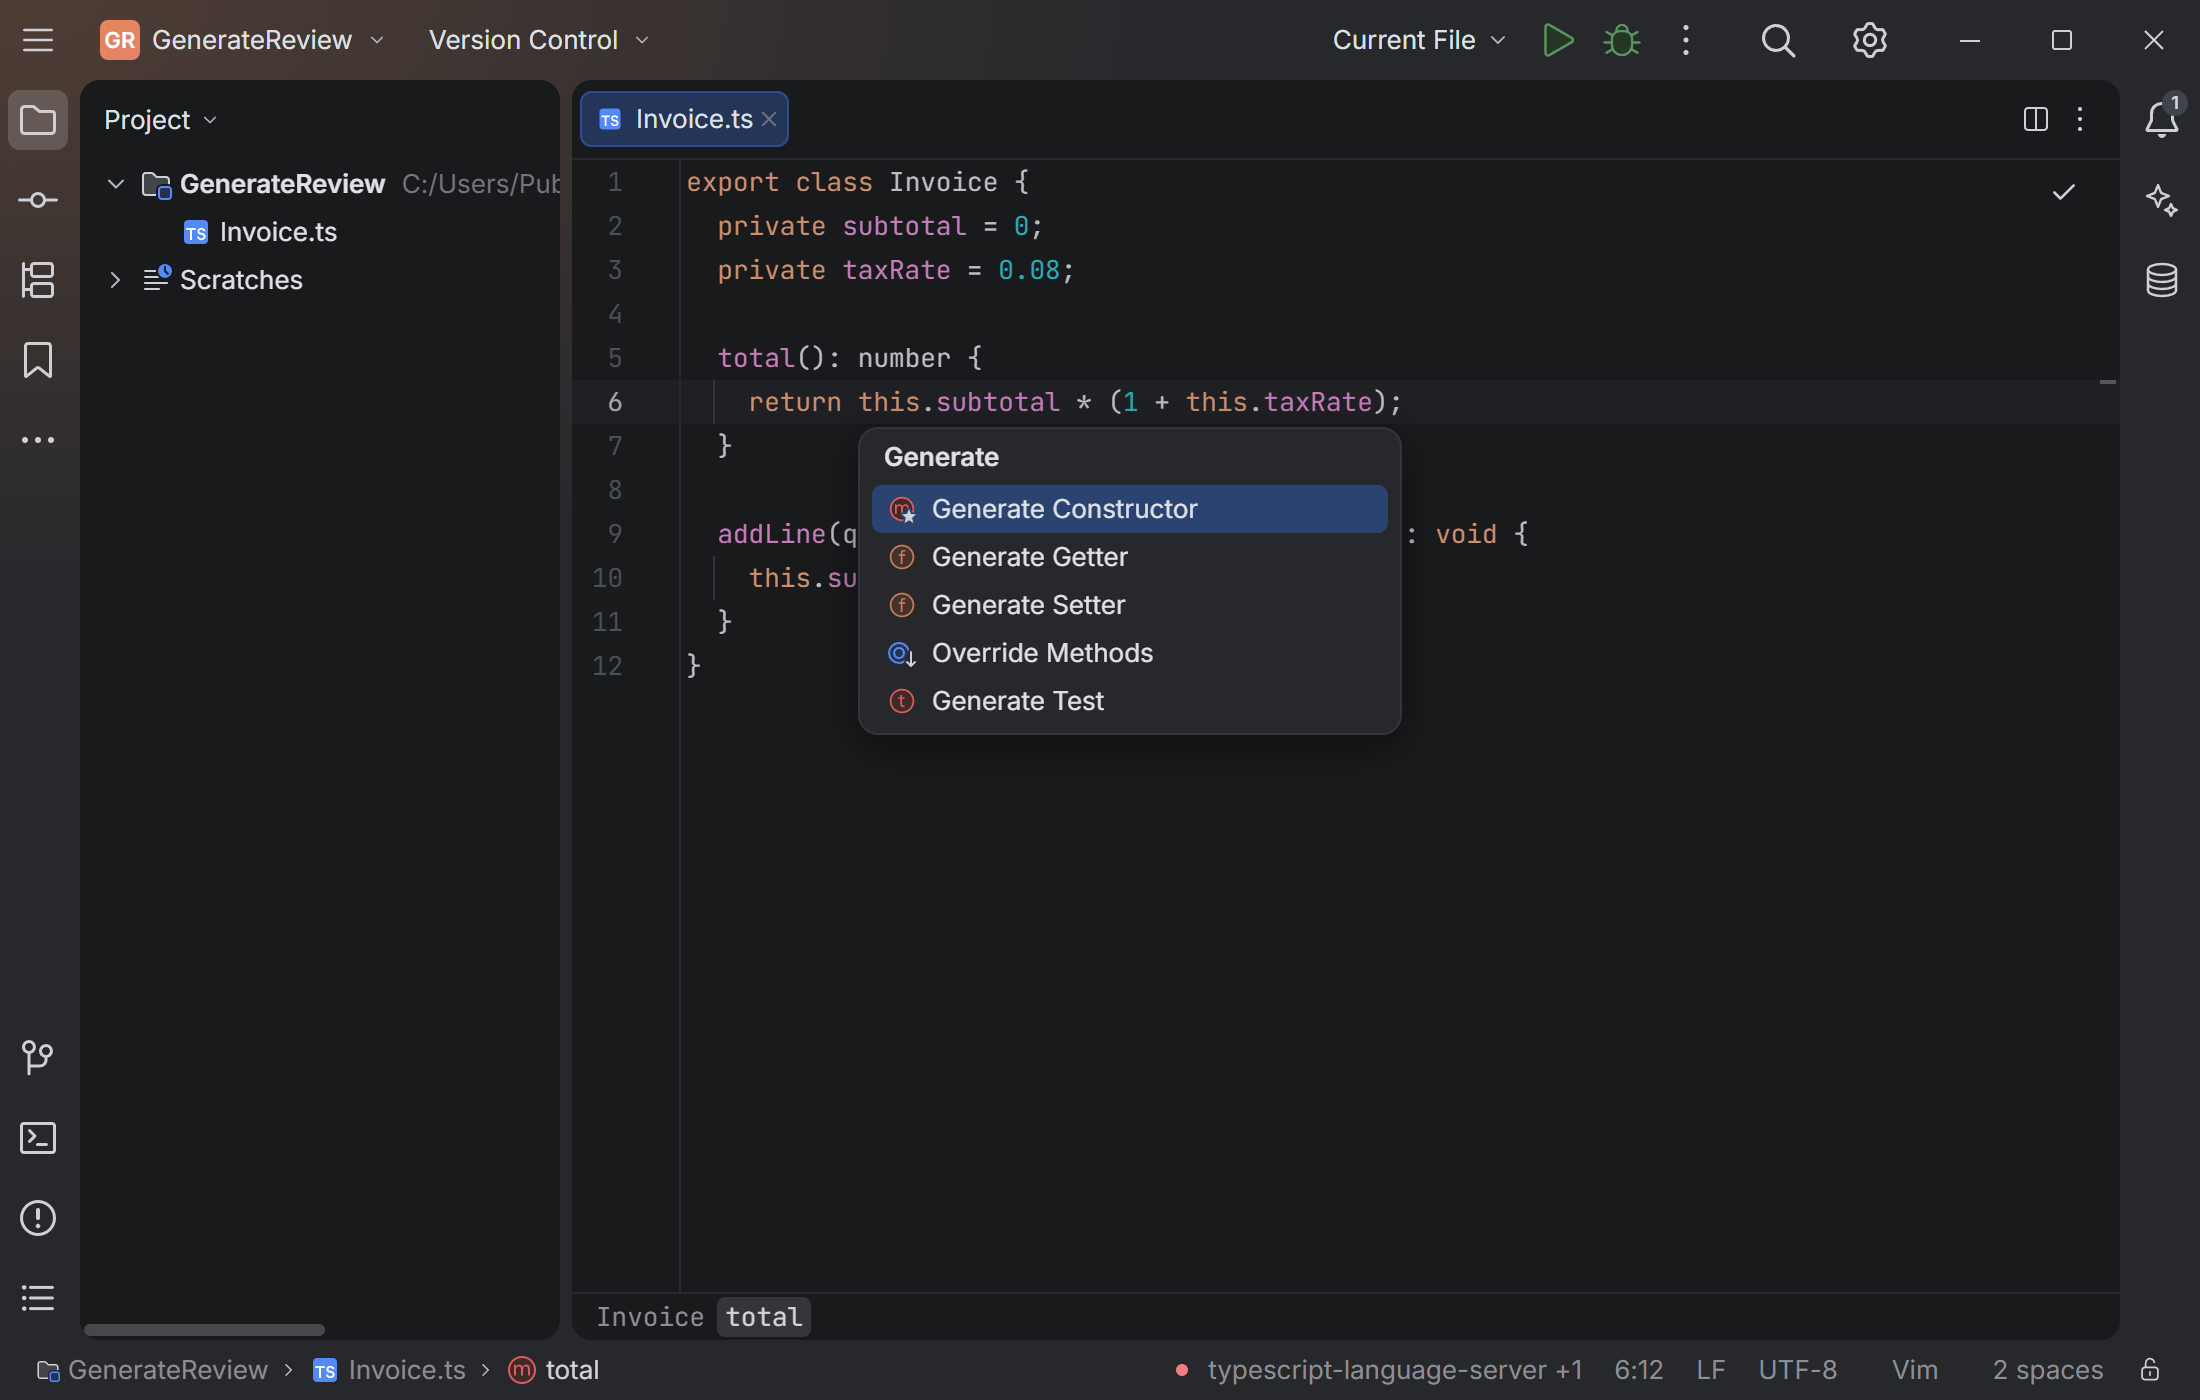 GR GenerateReview Version Control Current File
Project
TS Invoice.ts
1
GenerateReview C:/Users/Pub
TS Invoice.ts
Scratches
1 export class Invoice {
2 private subtotal = 0;
3 private taxRate = 0.08;
4
5 total(): number {
6 return this.subtotal * (1 + this.taxRate);
7 }
8
9 addLine(q : void {
10 this.su
11 }
12 }
Generate
m Generate Constructor
f Generate Getter
f Generate Setter
Override Methods
t Generate Test
Invoice total
GenerateReview TS Invoice.ts m total typescript-language-server +1 6:12 LF UTF-8 Vim 2 spaces